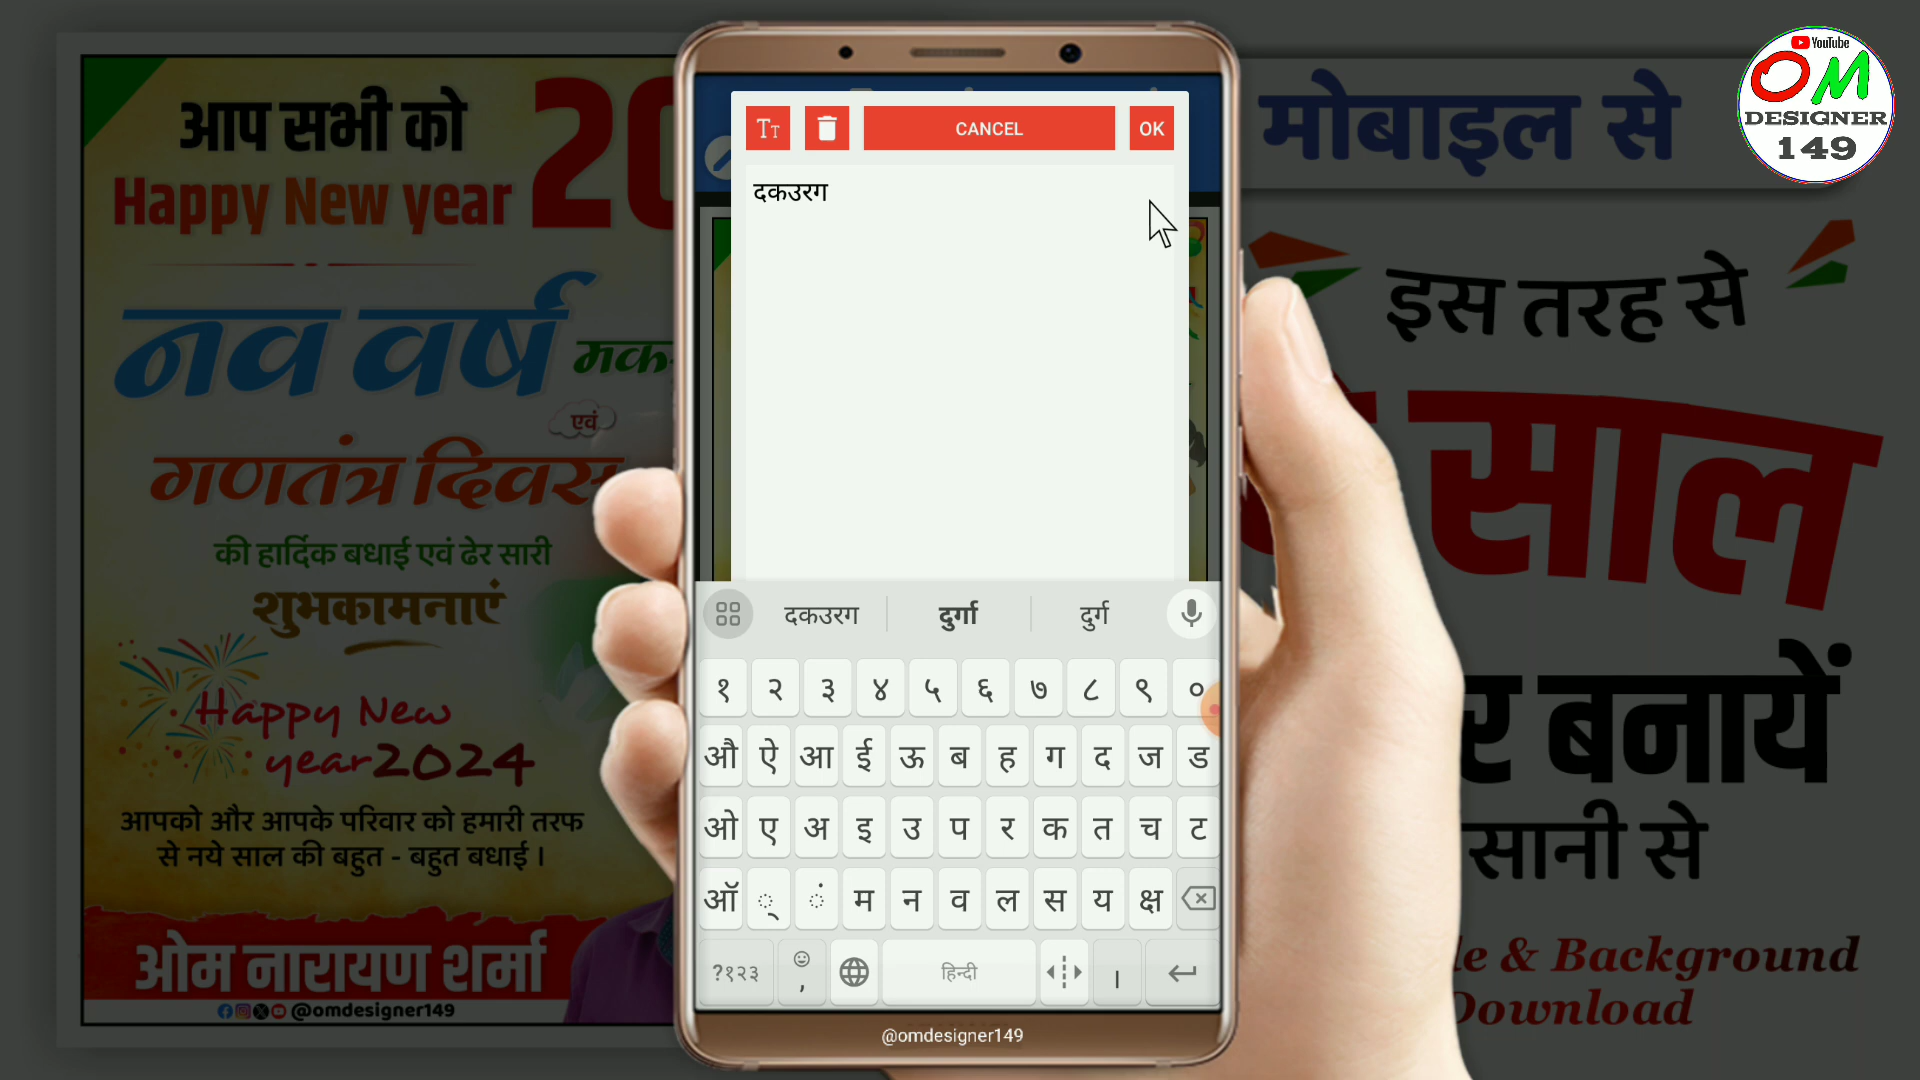 आप सभी को
Happy New year
20
नव वर्ष
एवं
गणतंत्र दिवस
की हार्दिक बधाई एवं ढेर सारी
शुभकामनाएं
Happy New
year 2024
आपको और आपके परिवार को हमारी तरफ
से नये साल की बहुत - बहुत बधाई ।
ओम नारायण शर्मा
@omdesigner149
Tт
CANCEL
OK
दकउरग
दकउरग दुर्गा दुर्ग
१ २ ३ ४ ५ ६ ७ ८ ९ ०
औ ऐ आ ई ऊ ब ह ग द ज ड
ओ ए अ इ उ प र क त च ट
ऑ ् ं म न व ल स य क्ष
?१२३ , हिन्दी ।
@omdesigner149
मोबाइल से
इस तरह से
साल
बनायें
से
& Background
Download
YouTube
OM
DESIGNER
149